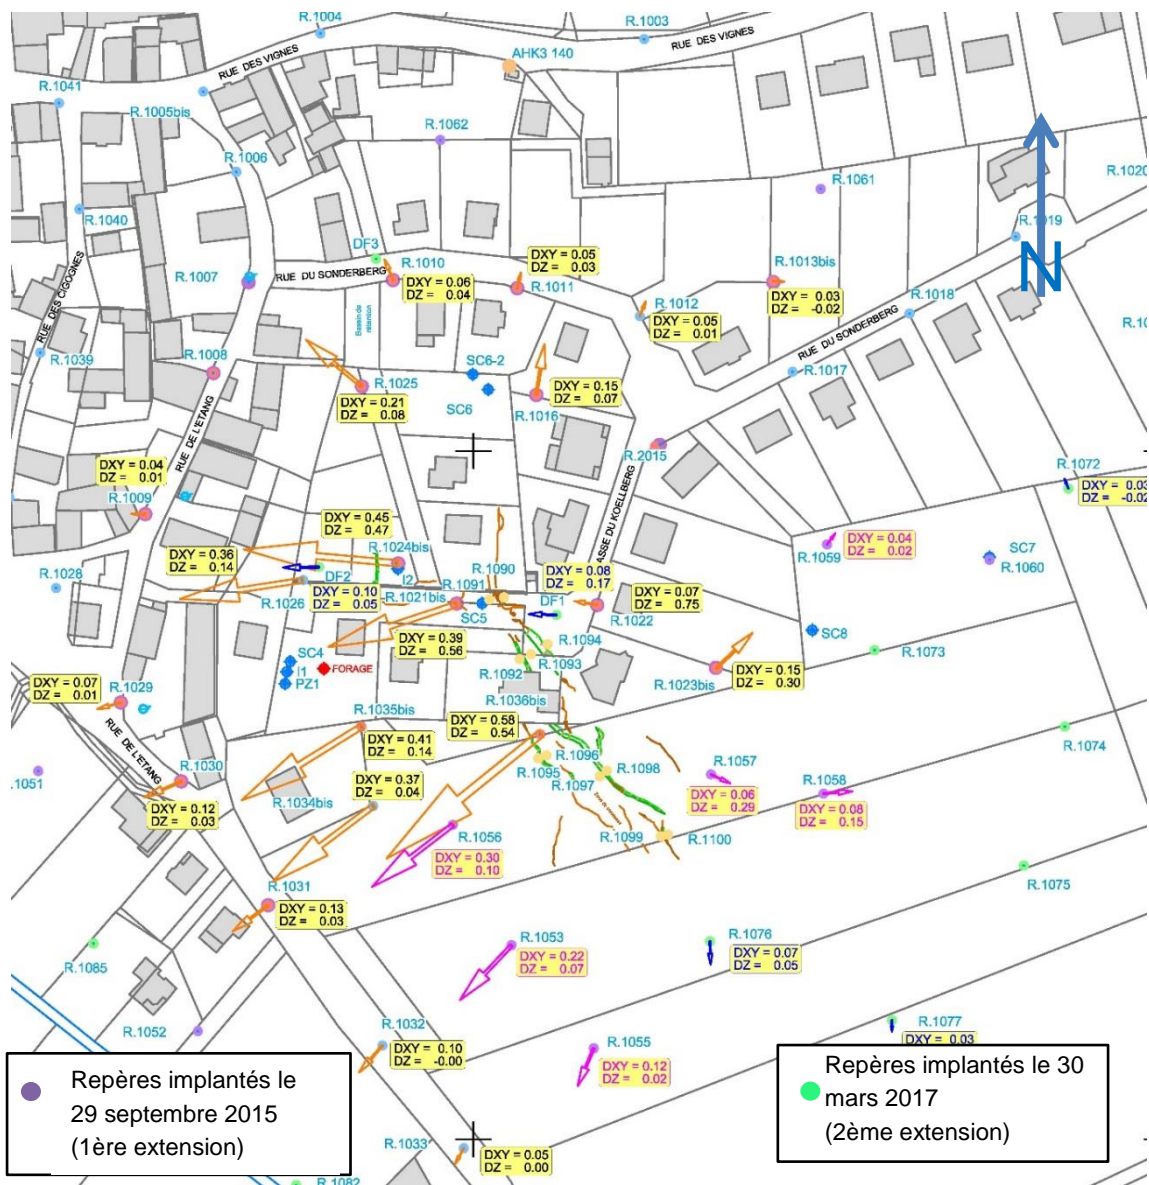 R.1004
R.1003
RUE DES VIGNES
RUE DES VIGNES
AHK3 140
R.1041
R.1005bis
R.1062
R.1006
R.1061
R.1020
R.1040
R.1019
DF3
RUE DU SONDERBERG
R.1010
DXY = 0.06
DZ = 0.04
DXY = 0.05
DZ = 0.03
R.1011
R.1013bis
DXY = 0.03
DZ = -0.02
N
R.1007
RUE DES CIGOGNES
Bassin de
rétention
R.1012
DXY = 0.05
DZ = 0.01
R.1018
RUE DU SONDERBERG
R.1039
R.1008
SC6-2
R.1017
R.1025
DXY = 0.21
DZ = 0.08
SC6
R.1016
DXY = 0.15
DZ = 0.07
RUE DE L'ETANG
R.2015
DXY = 0.04
DZ = 0.01
R.1009
R.1072
DXY = 0.03
DZ = -0.02
DXY = 0.45
DZ = 0.47
R.1024bis
ASSE DU KOELLBERG
R.1059
DXY = 0.04
DZ = 0.02
SC7
R.1060
DXY = 0.36
DZ = 0.14
DF2
I2
R.1090
R.1091
DXY = 0.08
DZ = 0.17
R.1028
R.1026
DXY = 0.10
DZ = 0.05
R.1021bis
SC5
DF1
R.1022
DXY = 0.07
DZ = 0.75
SC8
DXY = 0.39
DZ = 0.56
R.1094
R.1093
R.1092
R.1073
SC4
I1
PZ1
FORAGE
R.1023bis
DXY = 0.15
DZ = 0.30
DXY = 0.07
DZ = 0.01
R.1029
R.1036bis
R.1035bis
DXY = 0.58
DZ = 0.54
DXY = 0.41
DZ = 0.14
R.1074
RUE DE L'ETANG
R.1096
R.1095
R.1097
R.1098
R.1057
DXY = 0.06
DZ = 0.29
R.1058
DXY = 0.08
DZ = 0.15
.1051
R.1030
DXY = 0.12
DZ = 0.03
DXY = 0.37
DZ = 0.04
R.1034bis
R.1056
DXY = 0.30
DZ = 0.10
R.1099
R.1100
R.1075
R.1031
DXY = 0.13
DZ = 0.03
R.1053
DXY = 0.22
DZ = 0.07
R.1076
DXY = 0.07
DZ = 0.05
R.1085
R.1052
R.1032
DXY = 0.10
DZ = -0.00
R.1055
DXY = 0.12
DZ = 0.02
R.1077
DXY = 0.03
Repères implantés le
29 septembre 2015
(1ère extension)
Repères implantés le 30
mars 2017
(2ème extension)
R.1033
DXY = 0.05
DZ = 0.00
R.1082